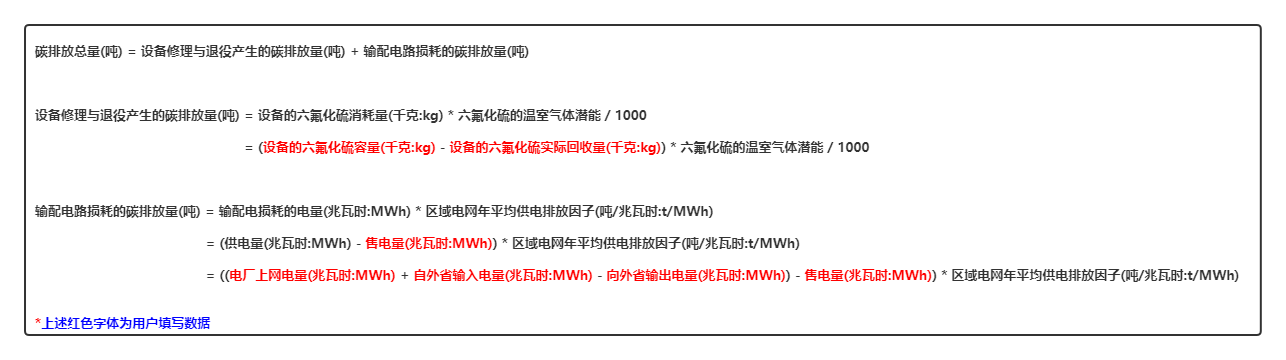 碳排放总量(吨) = 设备修理与退役产生的碳排放量(吨) + 输配电路损耗的碳排放量(吨)
设备修理与退役产生的碳排放量(吨) = 设备的六氟化硫消耗量(千克:kg) * 六氟化硫的温室气体潜能 / 1000
= (设备的六氟化硫容量(千克:kg) - 设备的六氟化硫实际回收量(千克:kg)) * 六氟化硫的温室气体潜能 / 1000
输配电路损耗的碳排放量(吨) = 输配电损耗的电量(兆瓦时:MWh) * 区域电网年平均供电排放因子(吨/兆瓦时:t/MWh)
= (供电量(兆瓦时:MWh) - 售电量(兆瓦时:MWh)) * 区域电网年平均供电排放因子(吨/兆瓦时:t/MWh)
= ((电厂上网电量(兆瓦时:MWh) + 自外省输入电量(兆瓦时:MWh) - 向外省输出电量(兆瓦时:MWh)) - 售电量(兆瓦时:MWh)) * 区域电网年平均供电排放因子(吨/兆瓦时:t/MWh)
*上述红色字体为用户填写数据